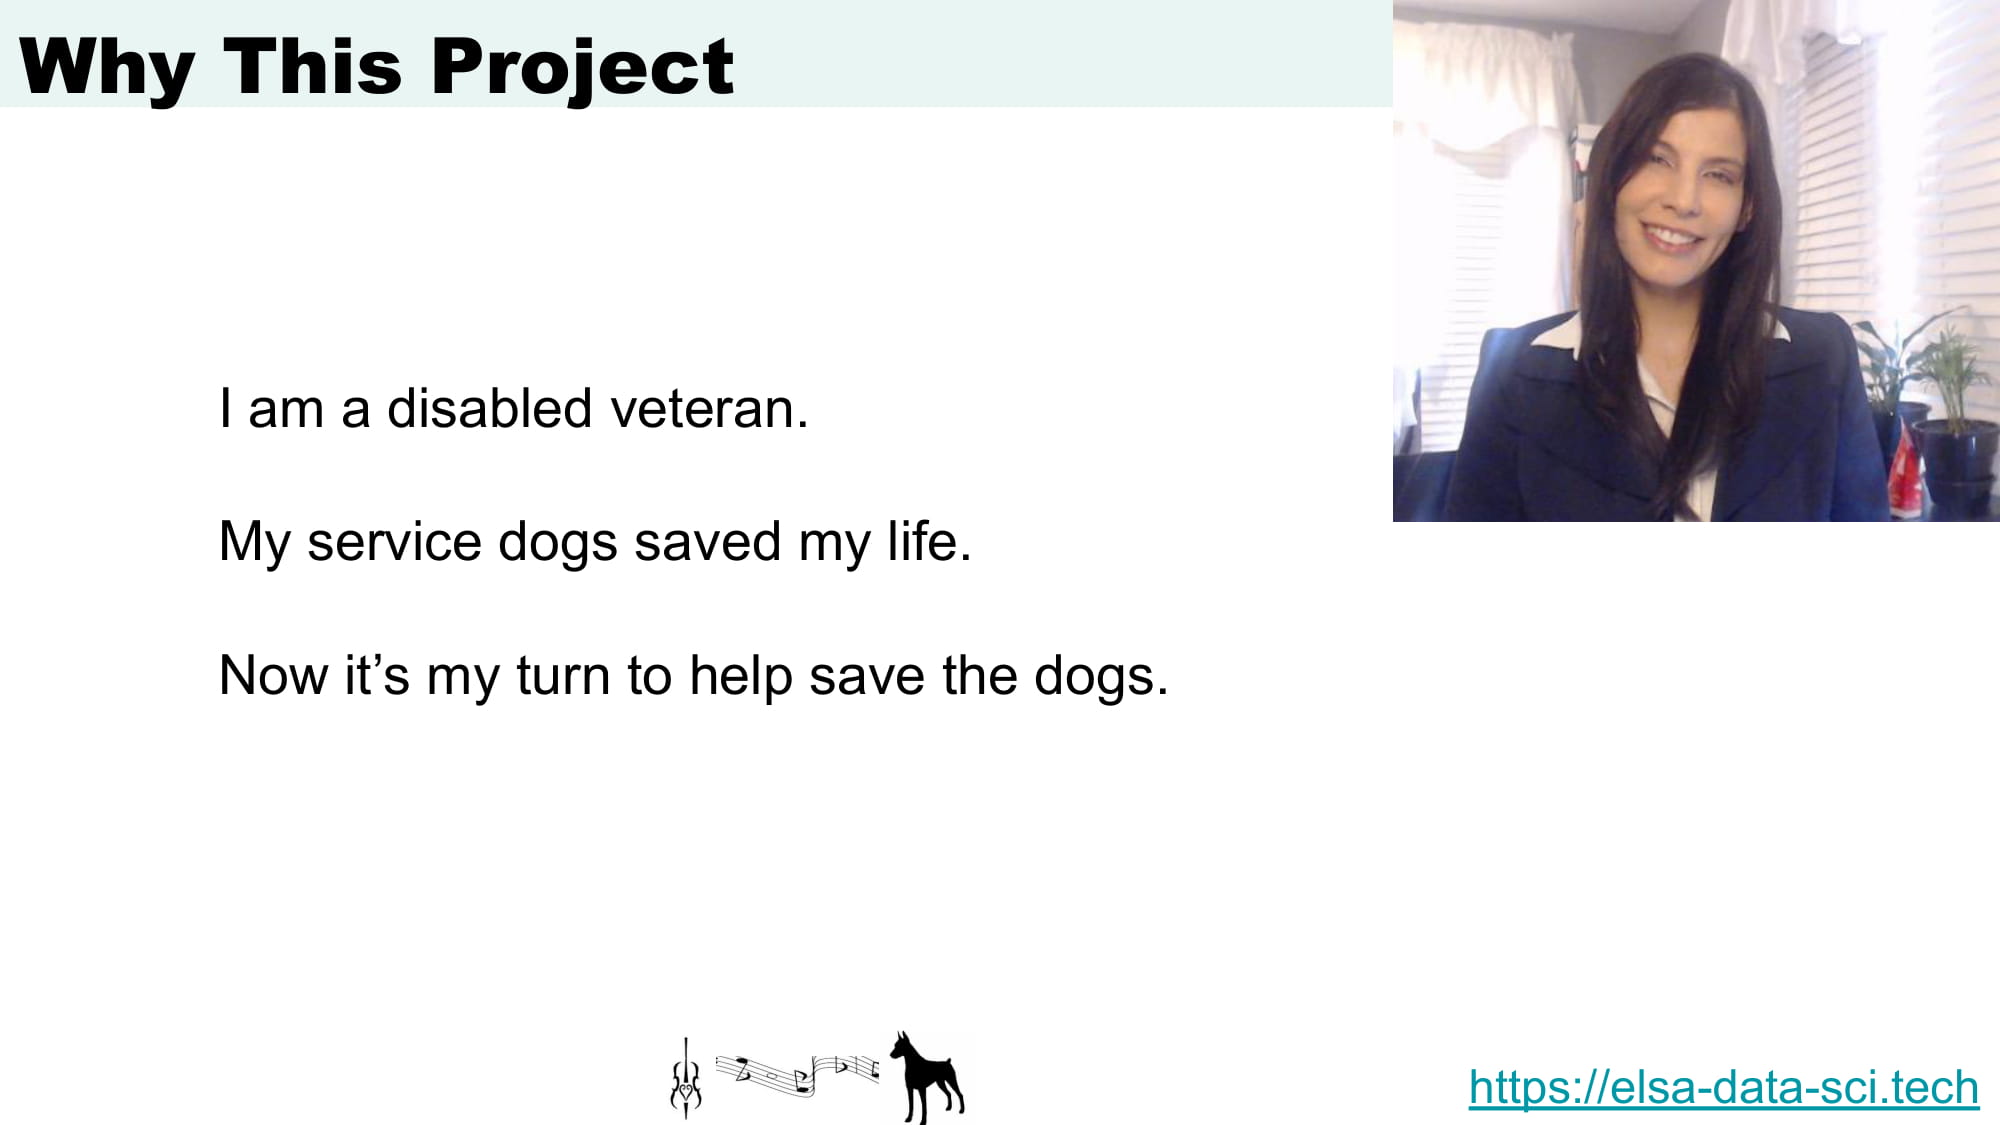 Why This Project
I am a disabled veteran.
My service dogs saved my life.
Now it’s my turn to help save the dogs.
https://elsa-data-sci.tech